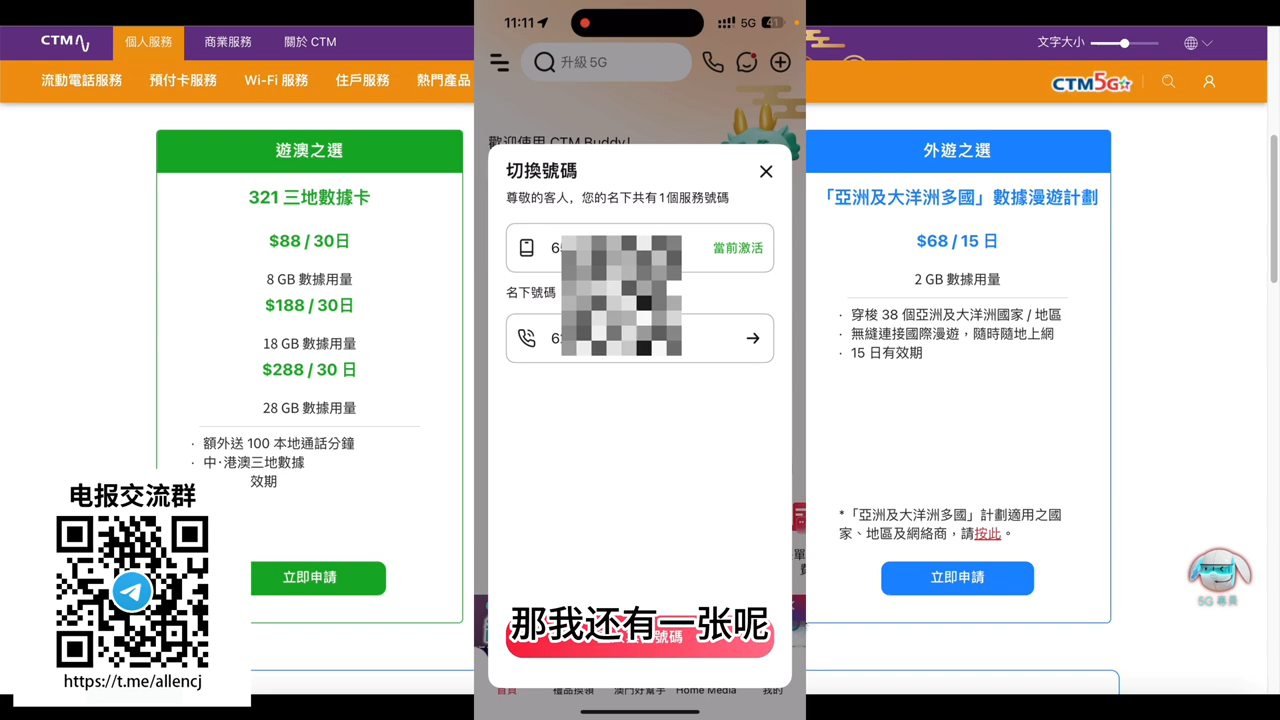 CTM
個人服務
商業服務
關於 CTM
文字大小
流動電話服務
預付卡服務
Wi-Fi 服務
住戶服務
熱門產品
CTM5G
遊澳之選
321 三地數據卡
$88 / 30日
8 GB 數據用量
$188 / 30日
18 GB 數據用量
$288 / 30 日
28 GB 數據用量
· 額外送 100 本地通話分鐘
· 中·港澳三地數據
效期
立即申請
电报交流群
https://t.me/allencj
11:11
5G
41
升級 5G
歡迎使用 CTM Buddy!
切換號碼
尊敬的客人，您的名下共有1個服務號碼
當前激活
名下號碼
那我还有一张呢
號碼
首頁
禮品換領
澳門好幫手
Home Media
我的
外遊之選
「亞洲及大洋洲多國」數據漫遊計劃
$68 / 15 日
2 GB 數據用量
· 穿梭 38 個亞洲及大洋洲國家 / 地區
· 無縫連接國際漫遊，隨時隨地上網
· 15 日有效期
*「亞洲及大洋洲多國」計劃適用之國
家、地區及網絡商，請按此。
立即申請
5G 專員